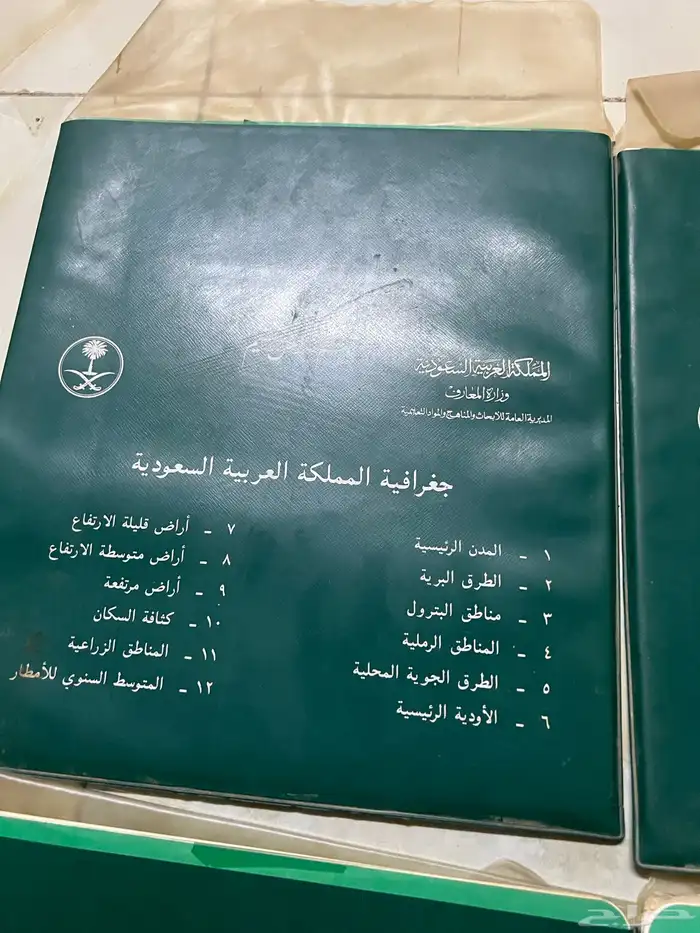 المملكة العربية السعودية
وزارة المعارف
المديرية العامة للأبحاث والمناهج والمواد التعليمية
جغرافية المملكة العربية السعودية
١ - المدن الرئيسية
٢ - الطرق البرية
٣ - مناطق البترول
٤ - المناطق الرملية
٥ - الطرق الجوية المحلية
٦ - الأودية الرئيسية
٧ - أراض قليلة الارتفاع
٨ - أراض متوسطة الارتفاع
٩ - أراض مرتفعة
١٠ - كثافة السكان
١١ - المناطق الزراعية
١٢ - المتوسط السنوي للأمطار
حراج